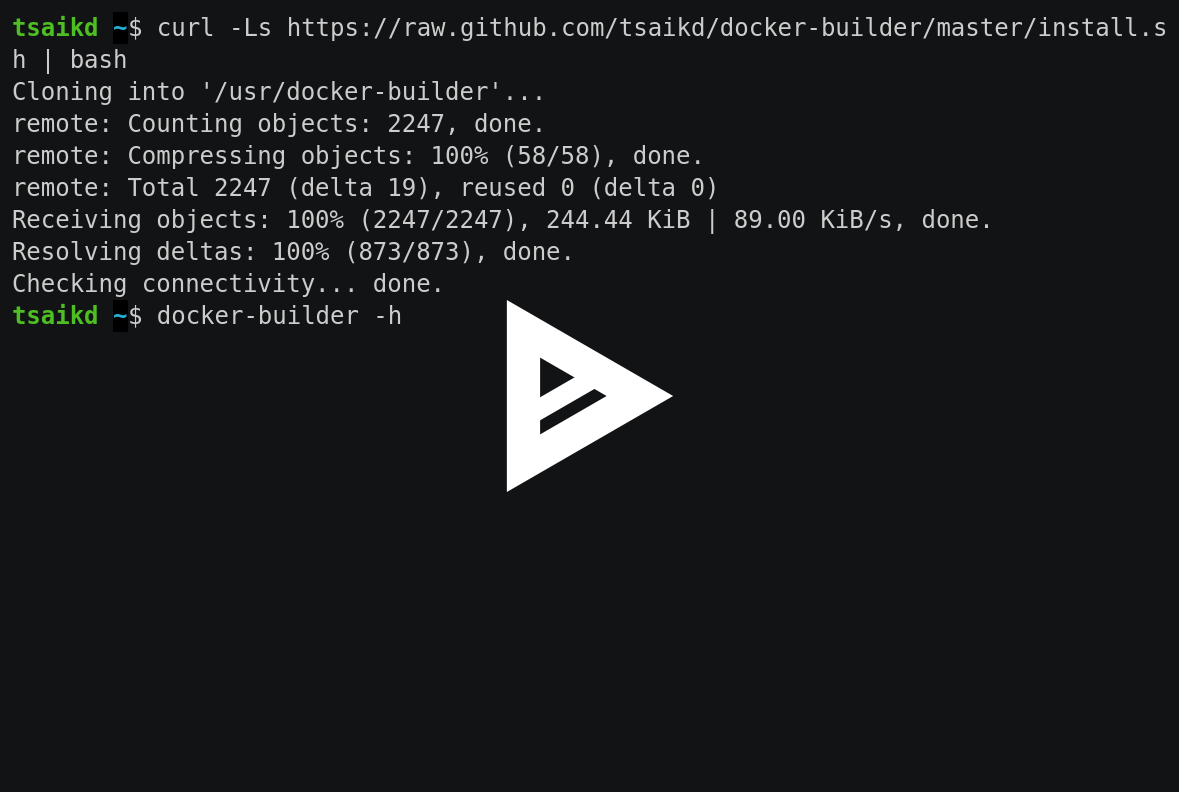 tsaikd ~$ curl -Ls https://raw.github.com/tsaikd/docker-builder/master/install.s
h | bash
Cloning into '/usr/docker-builder'...
remote: Counting objects: 2247, done.
remote: Compressing objects: 100% (58/58), done.
remote: Total 2247 (delta 19), reused 0 (delta 0)
Receiving objects: 100% (2247/2247), 244.44 KiB | 89.00 KiB/s, done.
Resolving deltas: 100% (873/873), done.
Checking connectivity... done.
tsaikd ~$ docker-builder -h